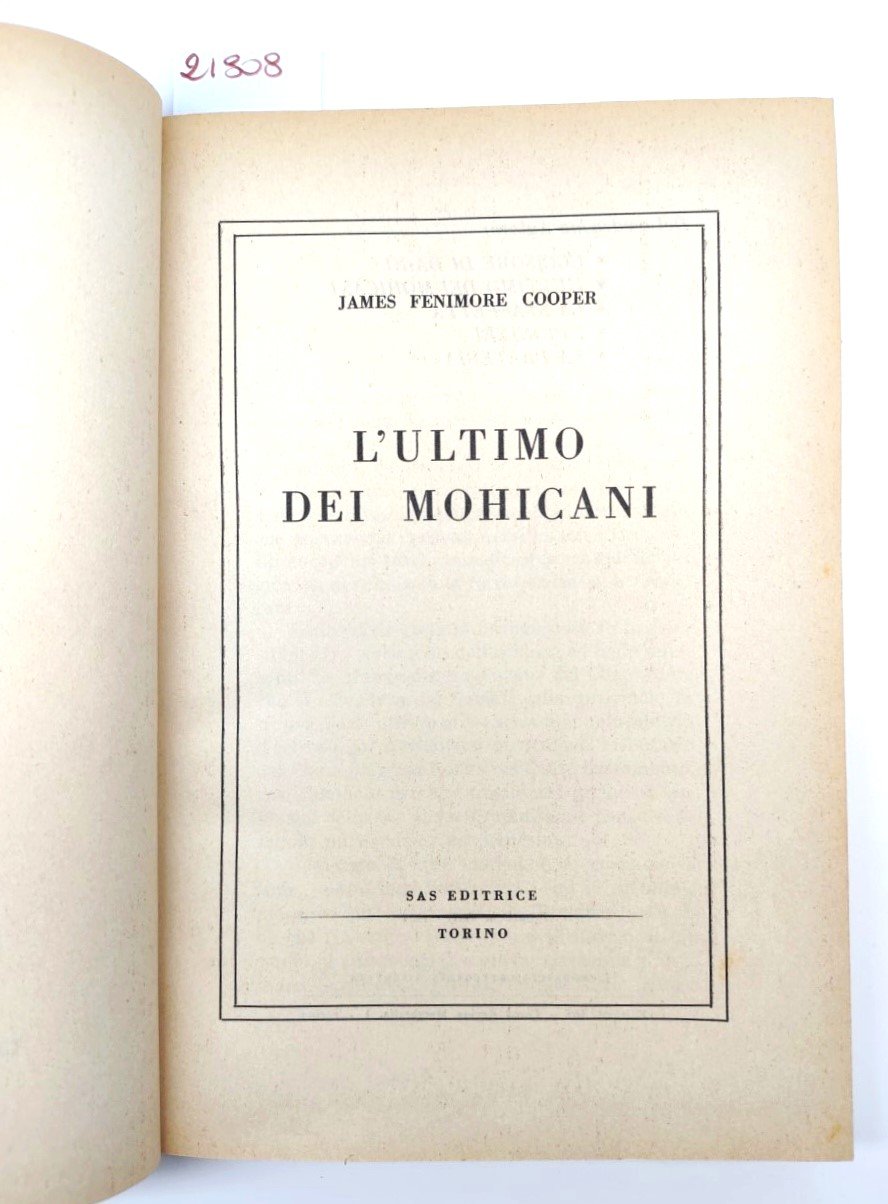 21808
JAMES FENIMORE COOPER
L'ULTIMO
DEI MOHICANI
SAS EDITRICE
TORINO